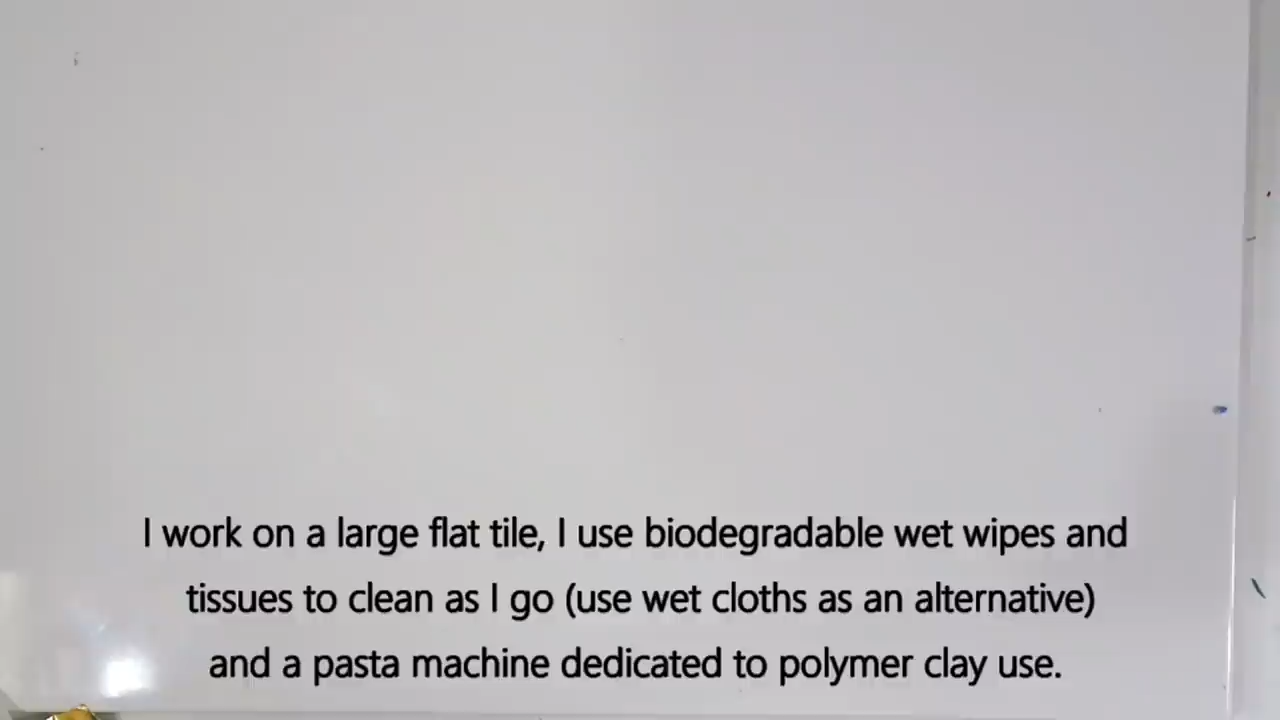 I work on a large flat tile, I use biodegradable wet wipes and
tissues to clean as I go (use wet cloths as an alternative)
and a pasta machine dedicated to polymer clay use.